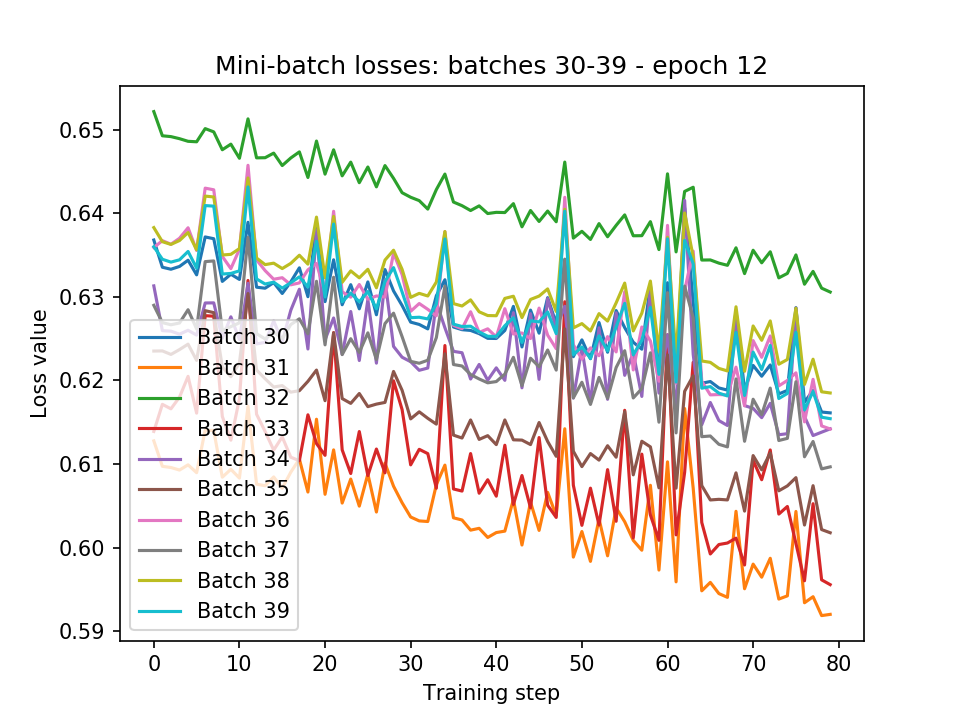 Mini-batch losses: batches 30-39 - epoch 12
Loss value
0.65
0.64
0.63
0.62
0.61
0.60
0.59
Batch 30
Batch 31
Batch 32
Batch 33
Batch 34
Batch 35
Batch 36
Batch 37
Batch 38
Batch 39
0 10 20 30 40 50 60 70 80
Training step